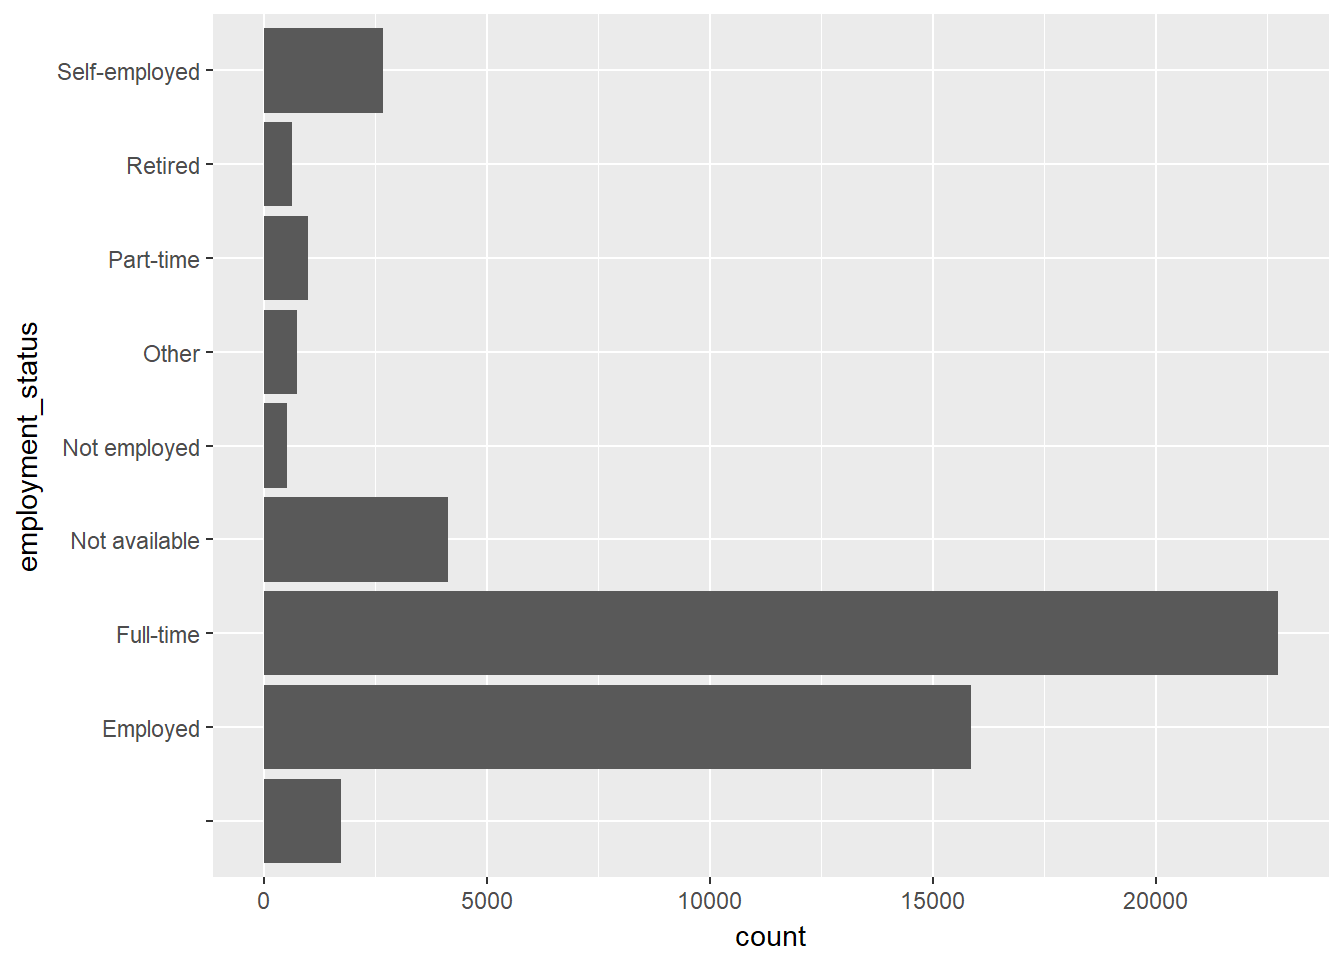 Self-employed
Retired
Part-time
Other
Not employed
Not available
Full-time
Employed
employment_status
0 5000 10000 15000 20000
count